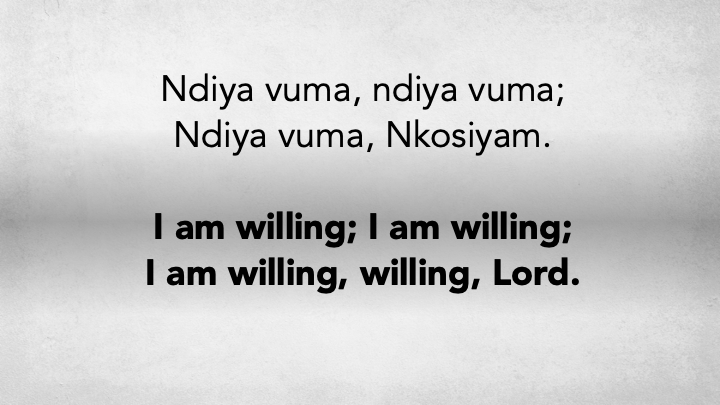 Ndiya vuma, ndiya vuma;
Ndiya vuma, Nkosiyam.
I am willing; I am willing;
I am willing, willing, Lord.